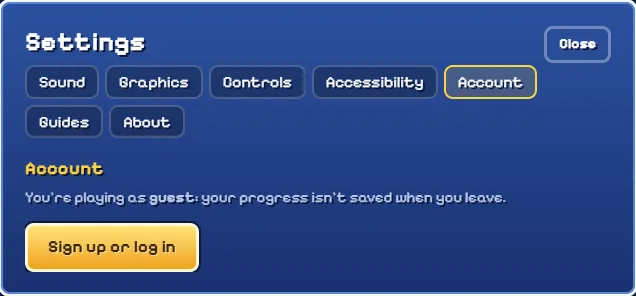 Settings
Close
Sound Graphics Controls Accessibility Account
Guides About
Account
You're playing as guest: your progress isn't saved when you leave.
Sign up or log in